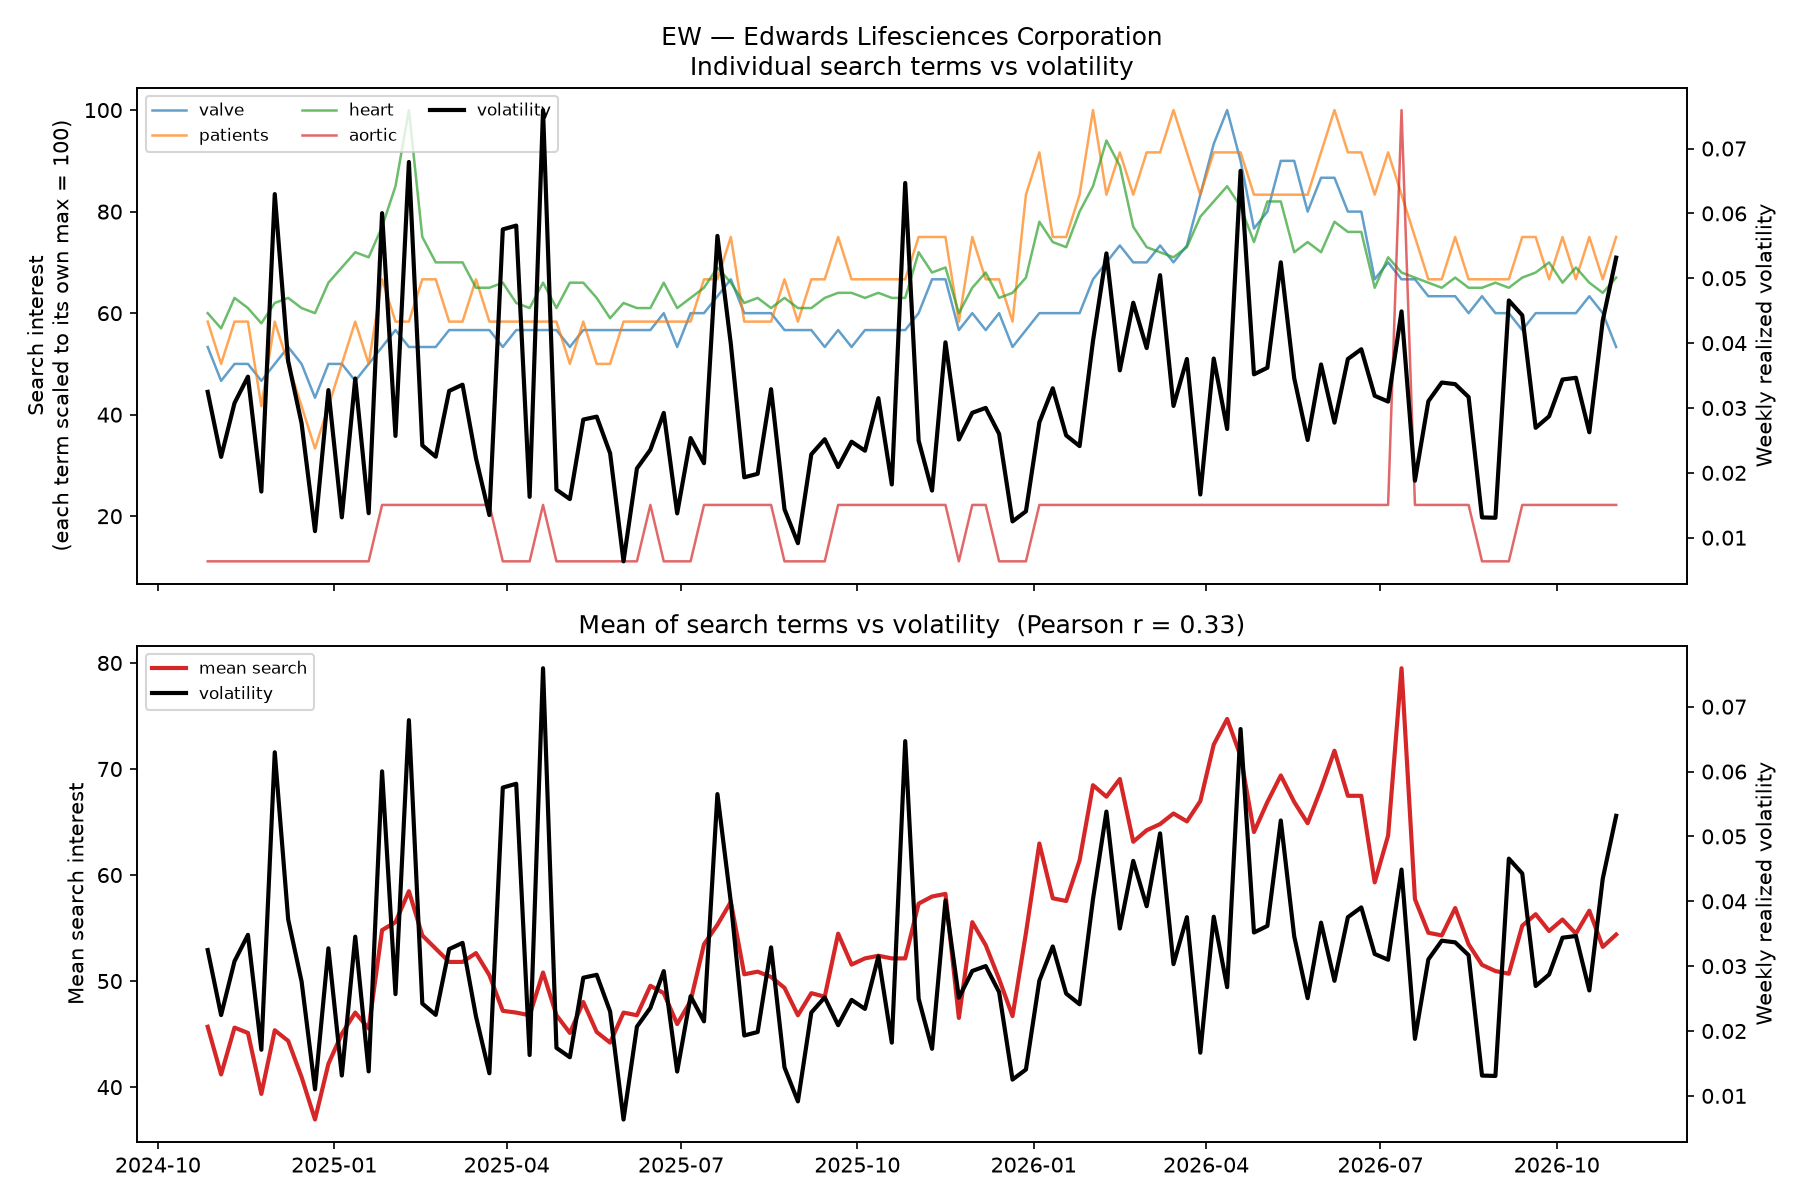 EW — Edwards Lifesciences Corporation
Individual search terms vs volatility
valve
patients
heart
aortic
volatility
Search interest
(each term scaled to its own max = 100)
100
80
60
40
20
0.07
0.06
0.05
0.04
0.03
0.02
0.01
Weekly realized volatility
Mean of search terms vs volatility  (Pearson r = 0.33)
mean search
volatility
Mean search interest
80
70
60
50
40
0.07
0.06
0.05
0.04
0.03
0.02
0.01
Weekly realized volatility
2024-10
2025-01
2025-04
2025-07
2025-10
2026-01
2026-04
2026-07
2026-10